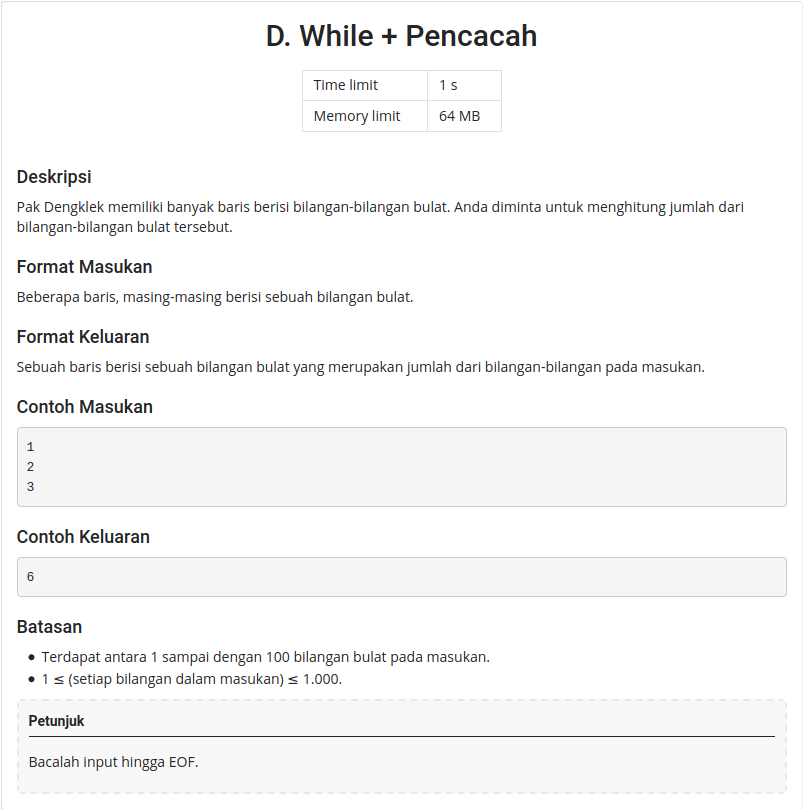 D. While + Pencacah
Time limit 1 s
Memory limit 64 MB
Deskripsi
Pak Dengklek memiliki banyak baris berisi bilangan-bilangan bulat. Anda diminta untuk menghitung jumlah dari
bilangan-bilangan bulat tersebut.
Format Masukan
Beberapa baris, masing-masing berisi sebuah bilangan bulat.
Format Keluaran
Sebuah baris berisi sebuah bilangan bulat yang merupakan jumlah dari bilangan-bilangan pada masukan.
Contoh Masukan
1
2
3
Contoh Keluaran
6
Batasan
• Terdapat antara 1 sampai dengan 100 bilangan bulat pada masukan.
• 1 ≤ (setiap bilangan dalam masukan) ≤ 1.000.
Petunjuk
Bacalah input hingga EOF.